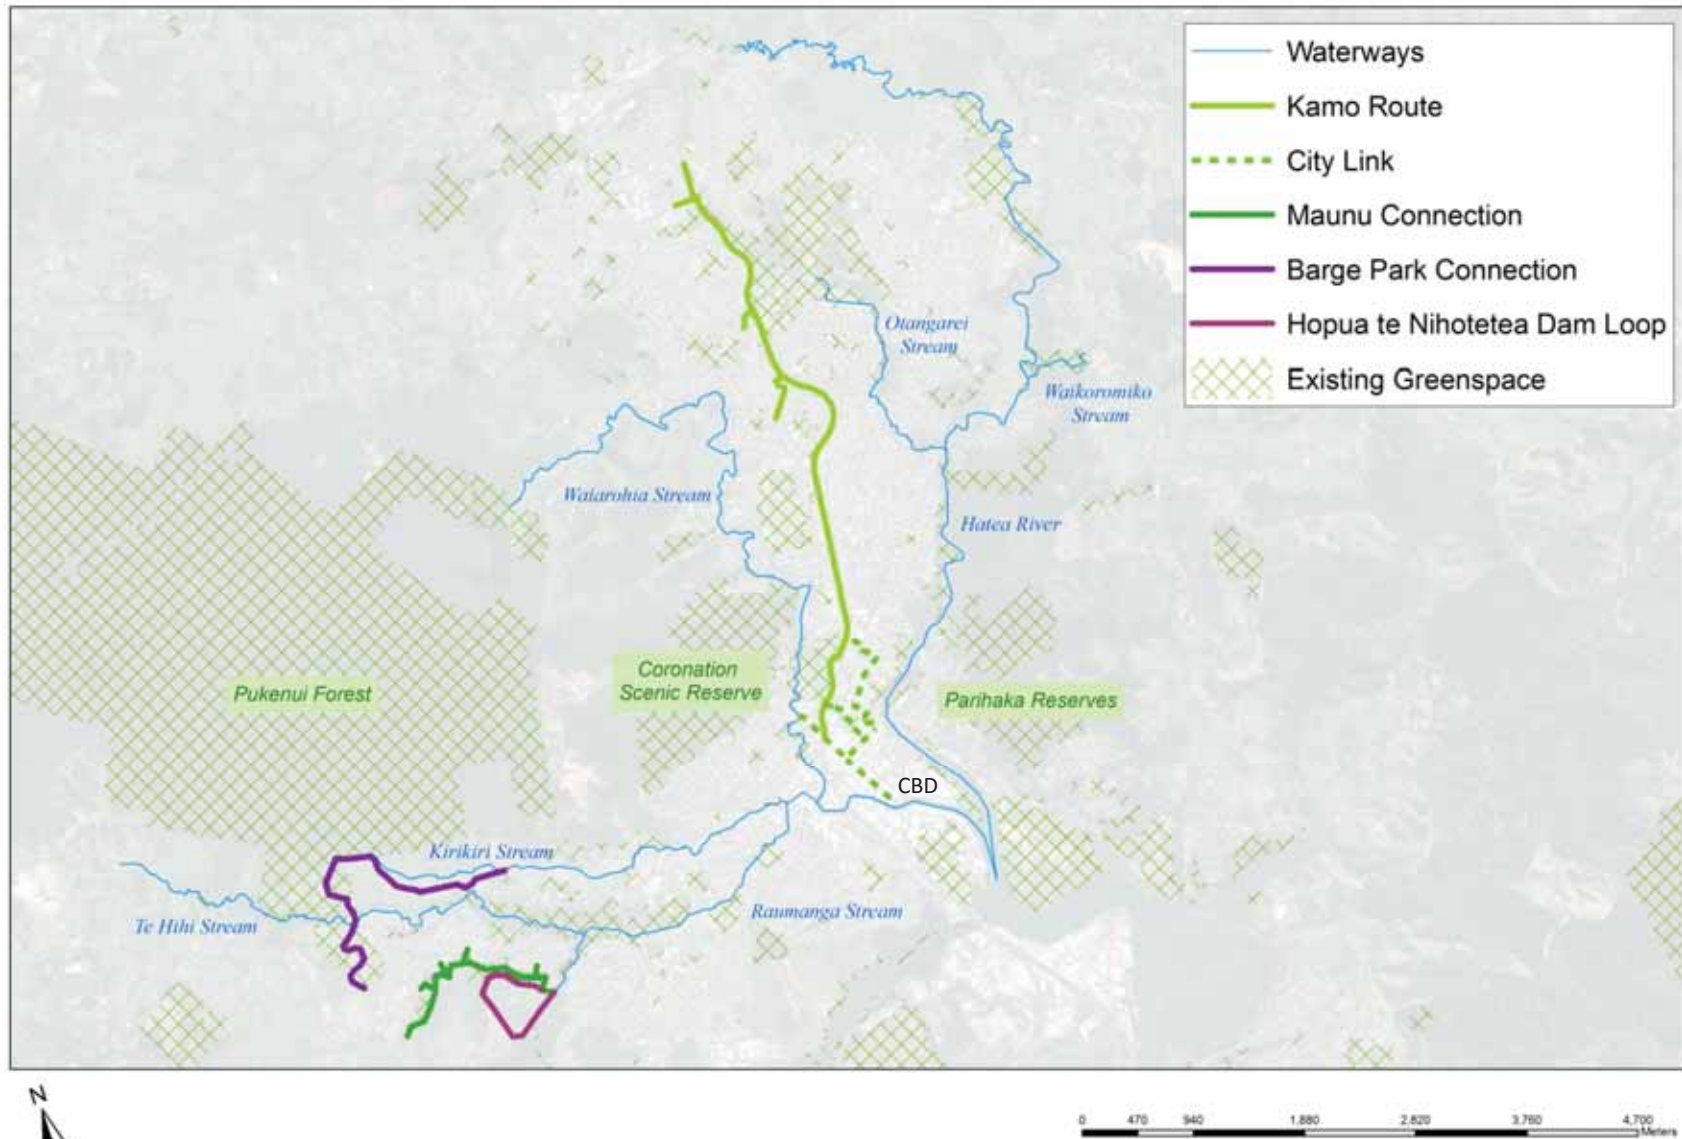 Waterways
Kamo Route
City Link
Maunu Connection
Barge Park Connection
Hopua te Nihotetea Dam Loop
Existing Greenspace
Otangarei
Stream
Waikoromiko
Stream
Waiarohia Stream
Hatea River
Coronation
Scenic Reserve
Pukenui Forest
Parihaka Reserves
CBD
Kirikiri Stream
Raumanga Stream
Te Hihi Stream
N
0 470 940 1,880 2,820 3,760 4,700
Meters